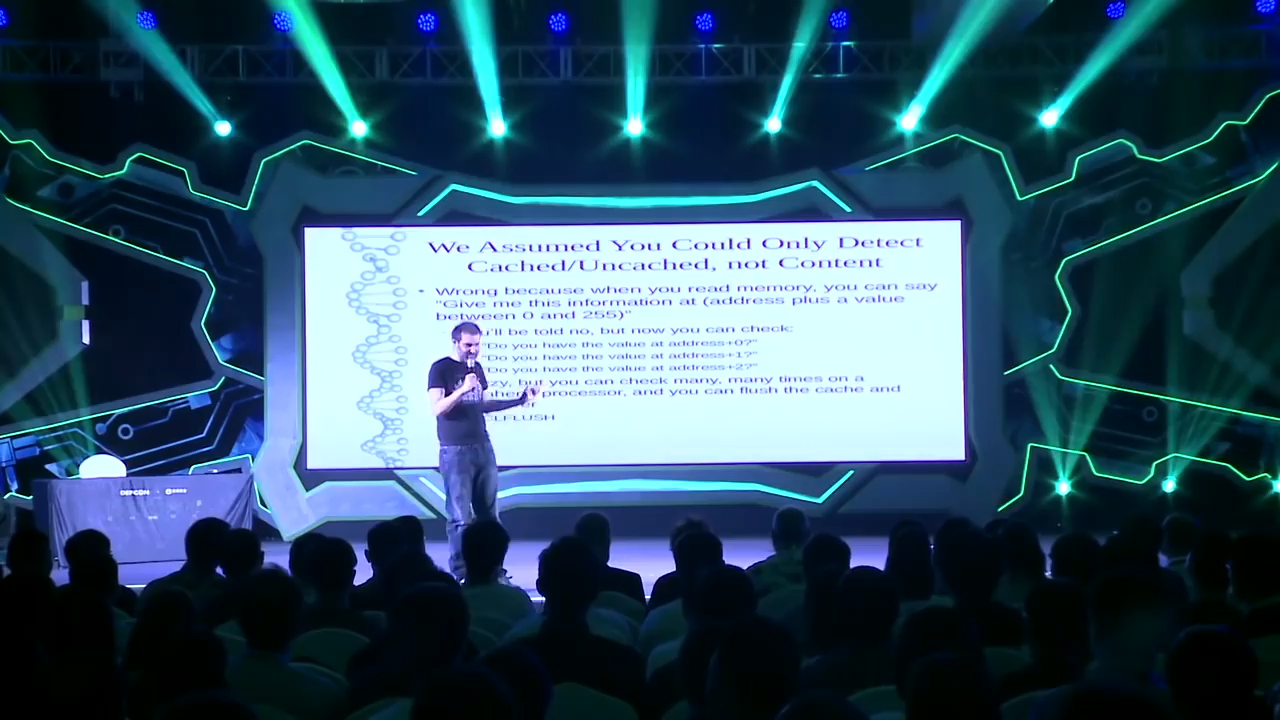 We Assumed You Could Only Detect
Cached/Uncached, not Content
• Wrong because when you read memory, you can say
"Give me this information at (address plus a value
between 0 and 255)"
'll be told no, but now you can check:
"Do you have the value at address+0?"
"Do you have the value at address+1?"
"Do you have the value at address+2?"
zy, but you can check many, many times on a
processor, and you can flush the cache and
er
CLFLUSH
DEFCON